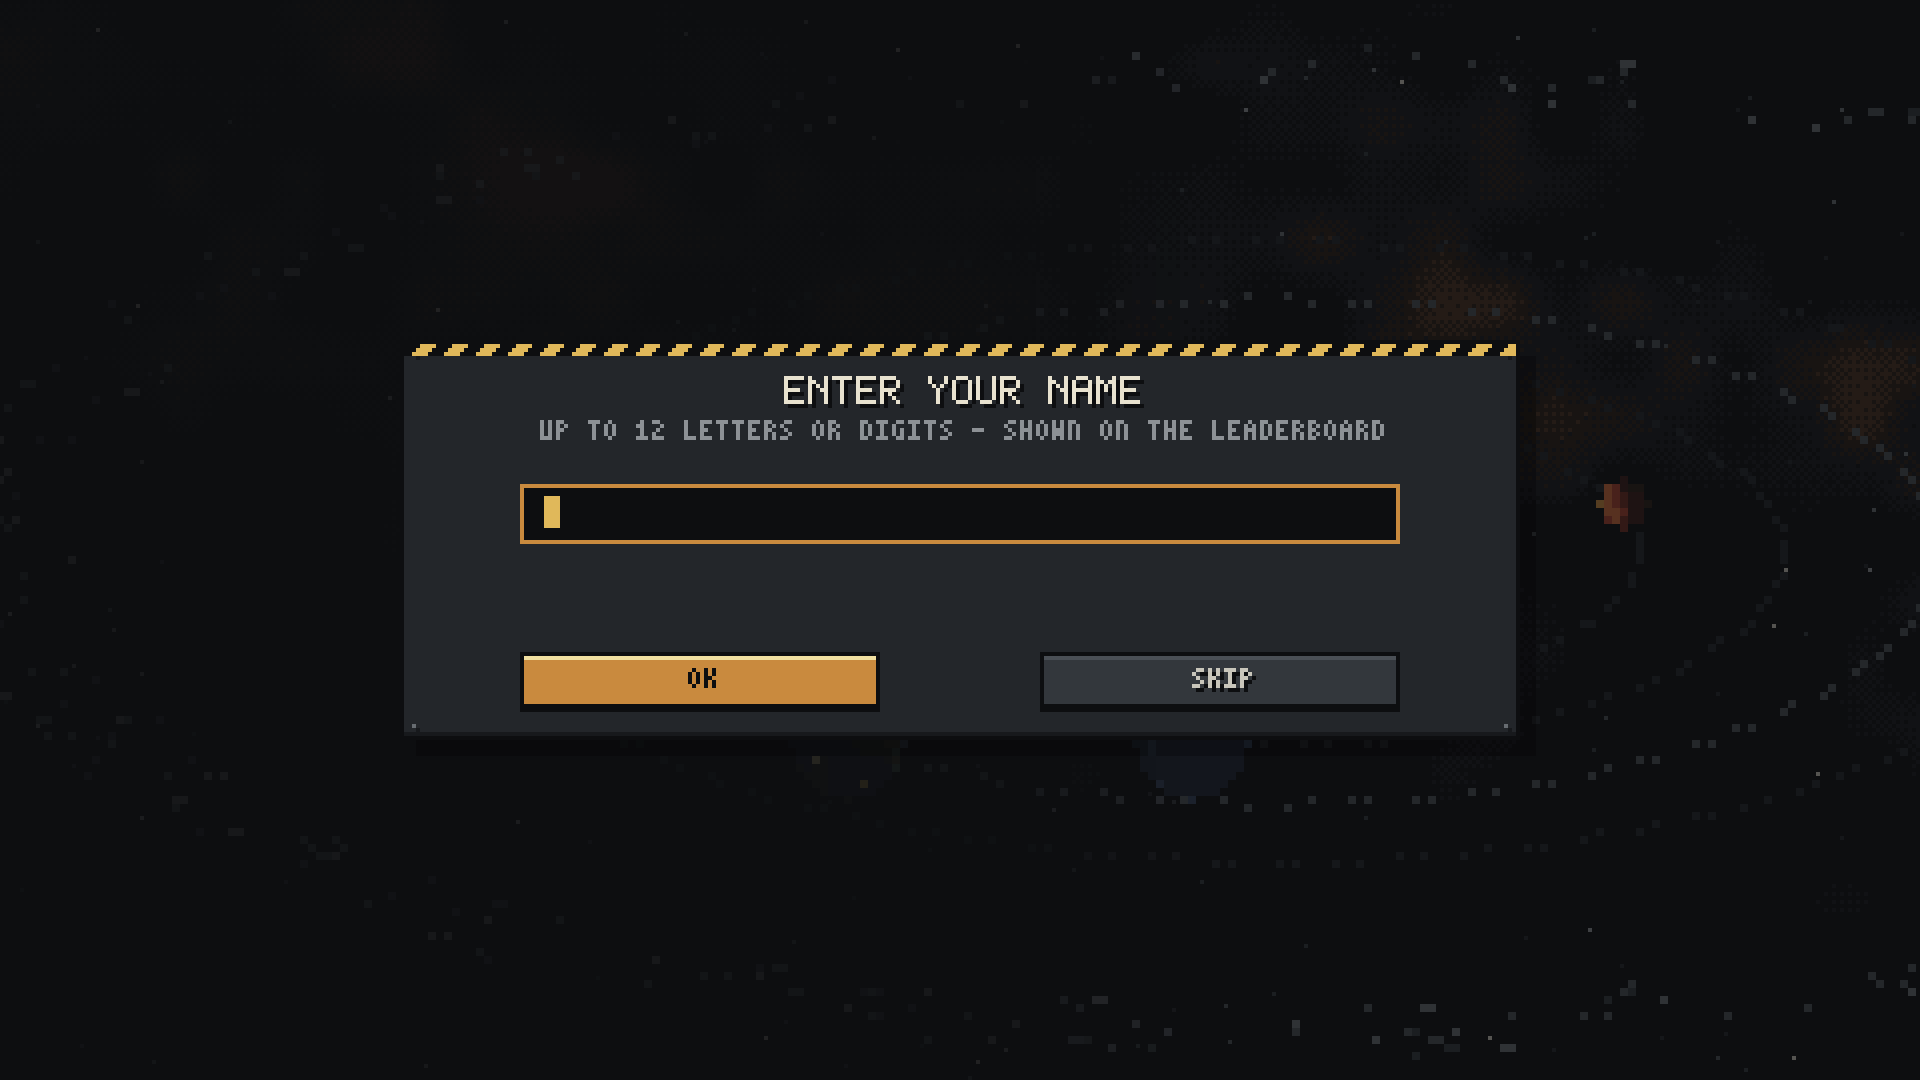 ENTER YOUR NAME
UP TO 12 LETTERS OR DIGITS - SHOWN ON THE LEADERBOARD
OK
SKIP